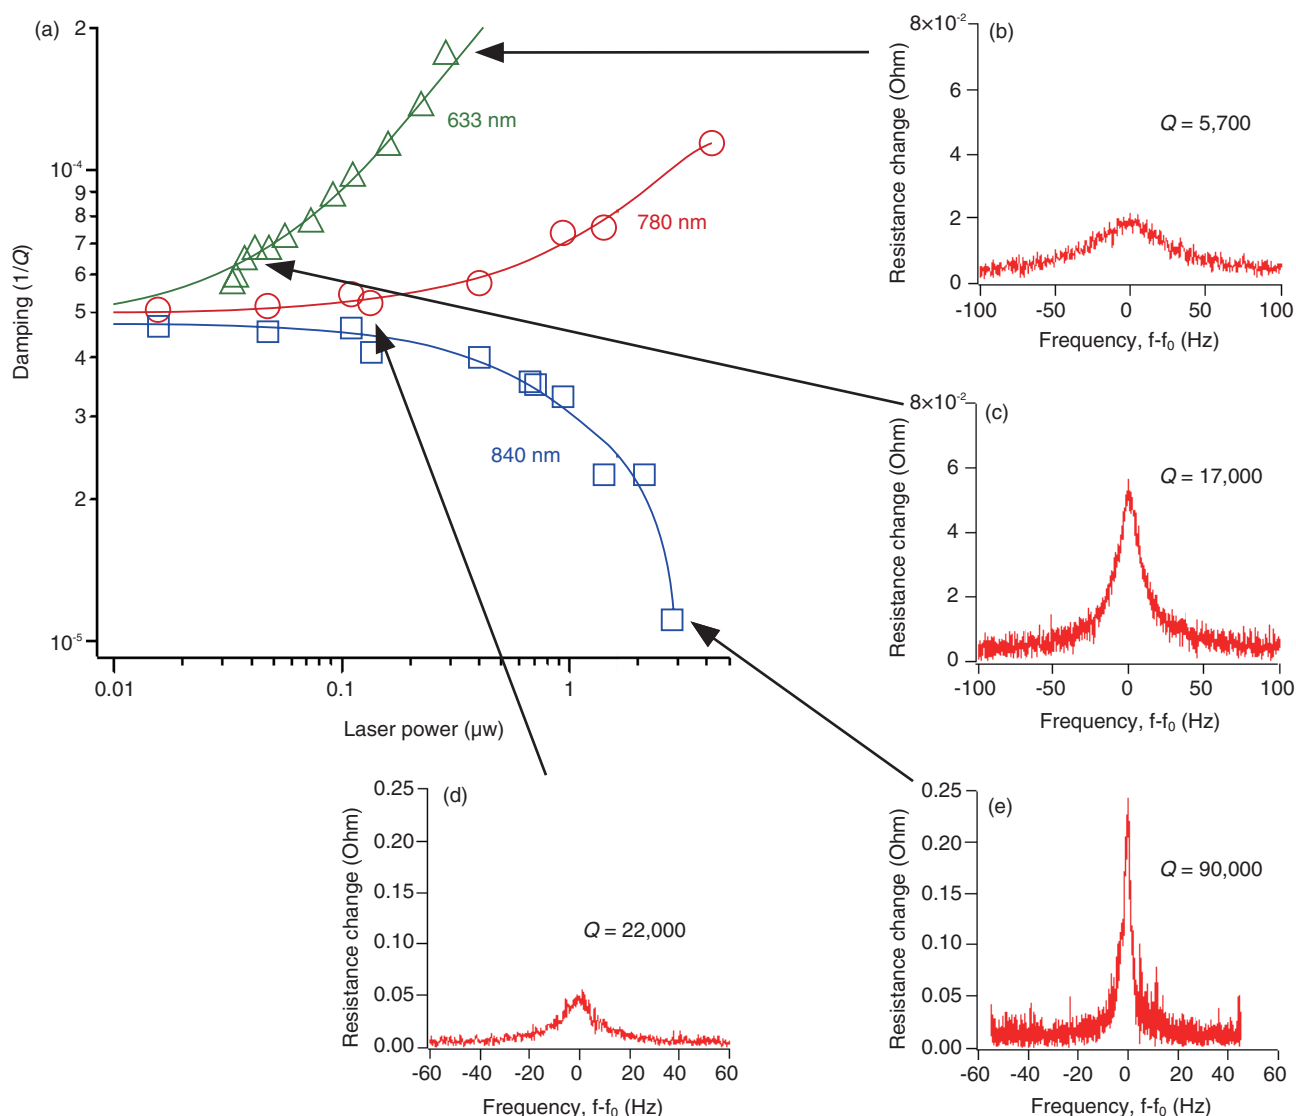 (a)
2
10⁻⁴
9
8
7
6
5
4
3
2
10⁻⁵
Damping (1/Q)
0.01
0.1
1
Laser power (μw)
633 nm
780 nm
840 nm
(b)
8×10⁻²
6
4
2
0
Resistance change (Ohm)
Q = 5,700
-100
-50
0
50
100
Frequency, f-f₀ (Hz)
(c)
8×10⁻²
6
4
2
0
Resistance change (Ohm)
Q = 17,000
-100
-50
0
50
100
Frequency, f-f₀ (Hz)
(d)
0.25
0.20
0.15
0.10
0.05
0.00
Resistance change (Ohm)
Q = 22,000
-60
-40
-20
0
20
40
60
Frequency, f-f₀ (Hz)
(e)
0.25
0.20
0.15
0.10
0.05
0.00
Resistance change (Ohm)
Q = 90,000
-60
-40
-20
0
20
40
60
Frequency, f-f₀ (Hz)